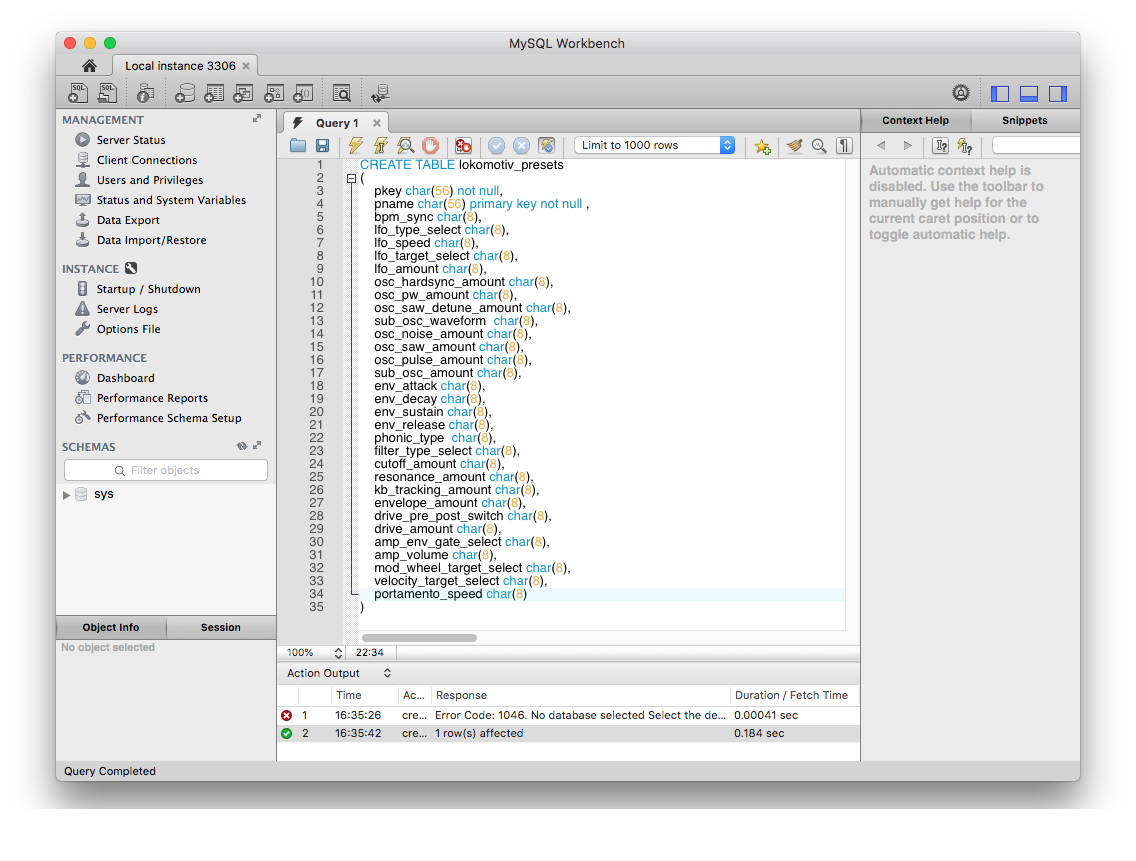 MySQL Workbench
Local instance 3306
MANAGEMENT
Server Status
Client Connections
Users and Privileges
Status and System Variables
Data Export
Data Import/Restore
INSTANCE
Startup / Shutdown
Server Logs
Options File
PERFORMANCE
Dashboard
Performance Reports
Performance Schema Setup
SCHEMAS
Filter objects
sys
Object Info Session
No object selected
Query 1
Limit to 1000 rows
1 CREATE TABLE lokomotiv_presets
2 (
3 pkey char(56) not null,
4 pname char(56) primary key not null ,
5 bpm_sync char(8),
6 lfo_type_select char(8),
7 lfo_speed char(8),
8 lfo_target_select char(8),
9 lfo_amount char(8),
10 osc_hardsync_amount char(8),
11 osc_pw_amount char(8),
12 osc_saw_detune_amount char(8),
13 sub_osc_waveform  char(8),
14 osc_noise_amount char(8),
15 osc_saw_amount char(8),
16 osc_pulse_amount char(8),
17 sub_osc_amount char(8),
18 env_attack char(8),
19 env_decay char(8),
20 env_sustain char(8),
21 env_release char(8),
22 phonic_type  char(8),
23 filter_type_select char(8),
24 cutoff_amount char(8),
25 resonance_amount char(8),
26 kb_tracking_amount char(8),
27 envelope_amount char(8),
28 drive_pre_post_switch char(8),
29 drive_amount char(8),
30 amp_env_gate_select char(8),
31 amp_volume char(8),
32 mod_wheel_target_select char(8),
33 velocity_target_select char(8),
34 portamento_speed char(8)
35 )
100% 22:34
Action Output
Time Ac... Response Duration / Fetch Time
1 16:35:26 cre... Error Code: 1046. No database selected Select the de... 0.00041 sec
2 16:35:42 cre... 1 row(s) affected 0.184 sec
Context Help Snippets
Automatic context help is
disabled. Use the toolbar to
manually get help for the
current caret position or to
toggle automatic help.
Query Completed